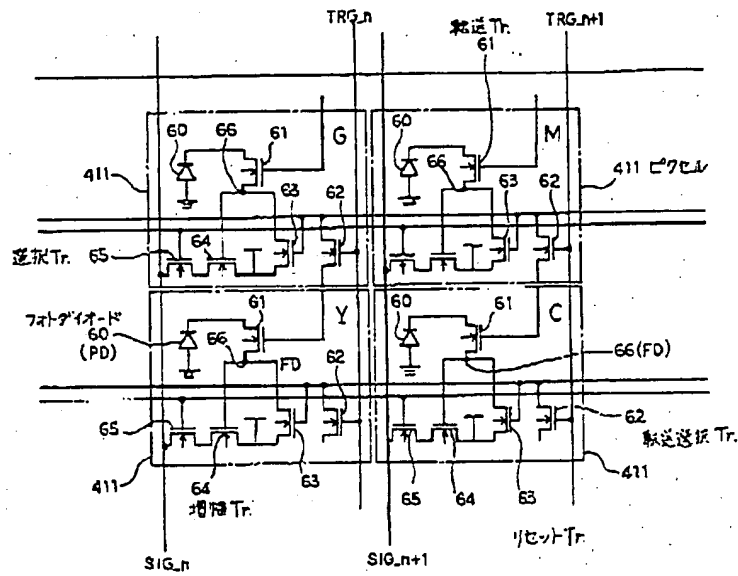 TRG_n
TRG_n+1
転送Tr.
61
60
66
61
G
60
66
M
411
63
62
63
62
411 ピクセル
選択Tr.
65
64
フォトダイオード
60
(PD)
61
Y
60
61
C
66
FD
66(FD)
62
62
65
64
63
65
64
63
転送選択Tr.
411
411
増幅Tr.
リセットTr.
SIG_n
SIG_n+1